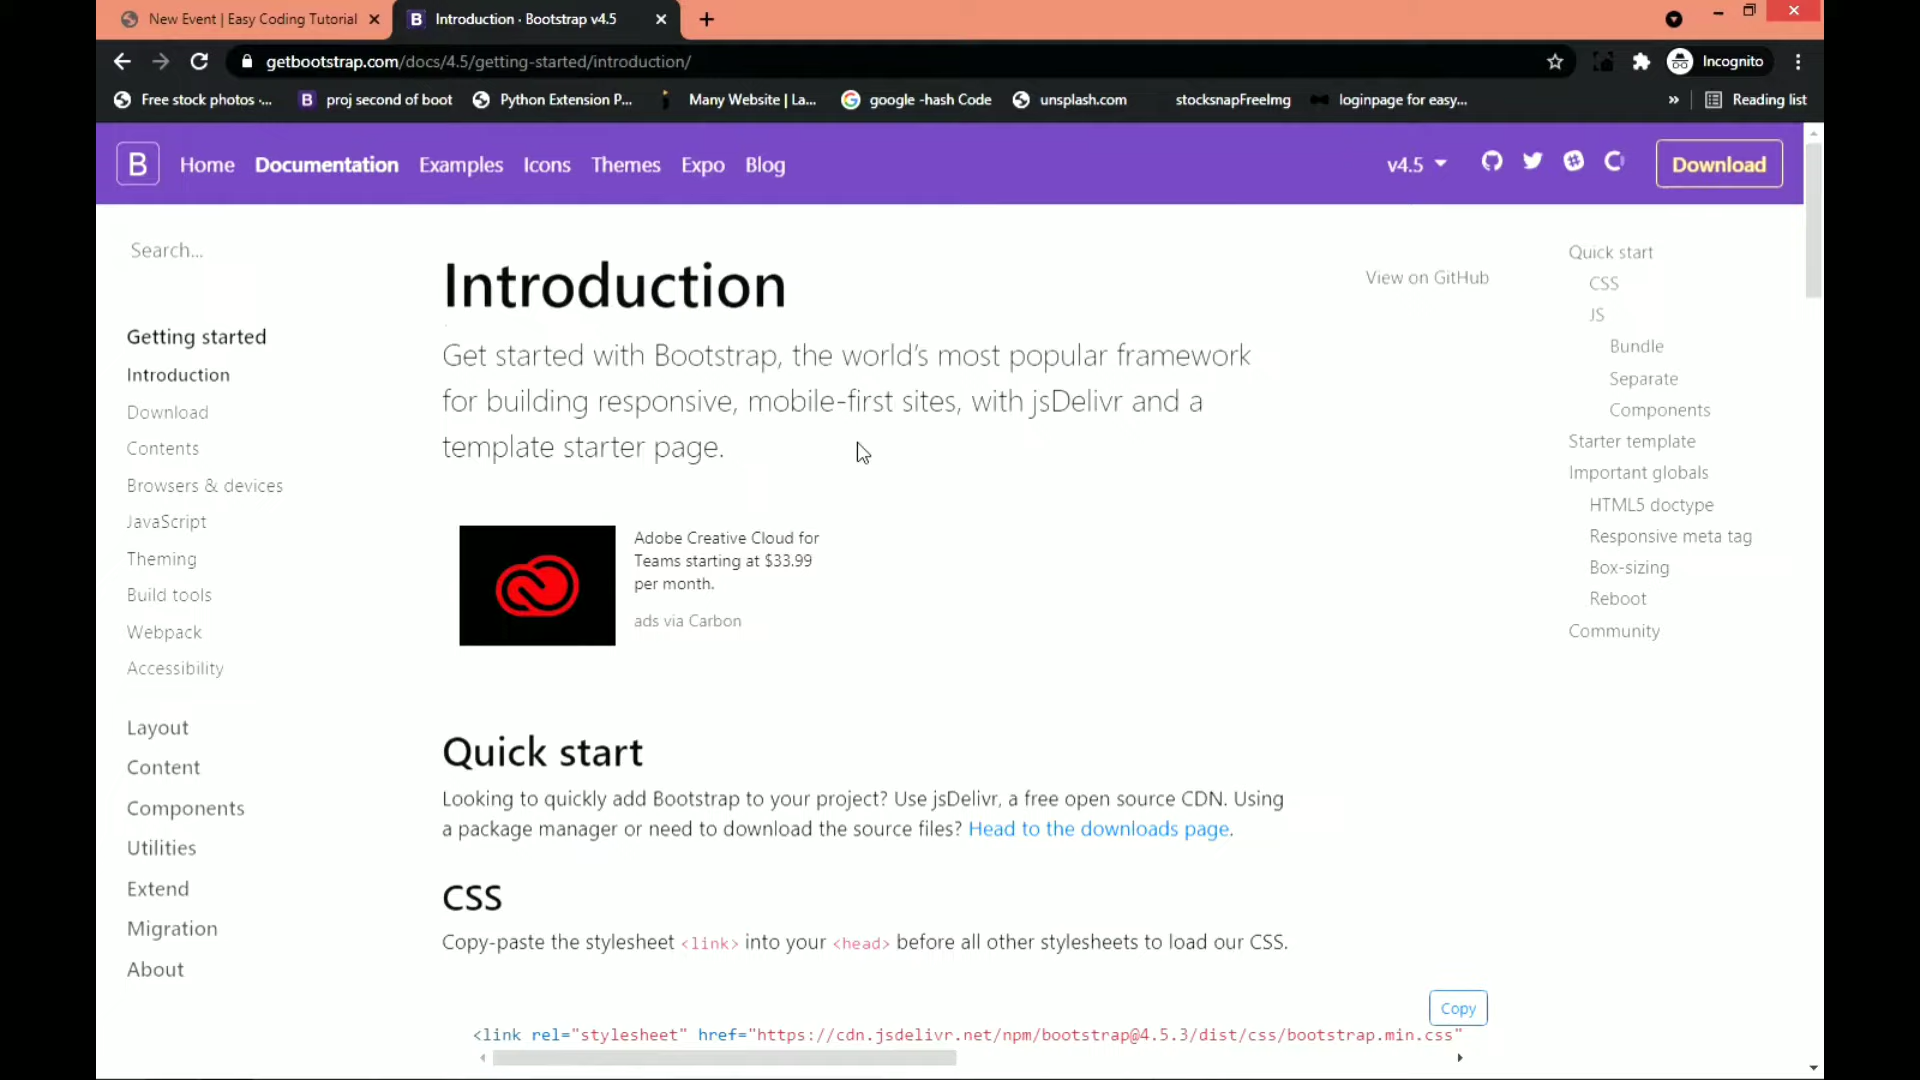 New Event | Easy Coding Tutorial
Introduction · Bootstrap v4.5
getbootstrap.com/docs/4.5/getting-started/introduction/
Incognito
Free stock photos -...
proj second of boot
Python Extension P...
Many Website | La...
google -hash Code
unsplash.com
stocksnapFreeImg
loginpage for easy...
»
Reading list
B
Home
Documentation
Examples
Icons
Themes
Expo
Blog
v4.5
Download
Search...
Getting started
Introduction
Download
Contents
Browsers & devices
JavaScript
Theming
Build tools
Webpack
Accessibility
Layout
Content
Components
Utilities
Extend
Migration
About
Introduction
View on GitHub
Get started with Bootstrap, the world's most popular framework
for building responsive, mobile-first sites, with jsDelivr and a
template starter page.
Adobe Creative Cloud for
Teams starting at $33.99
per month.
ads via Carbon
Quick start
Looking to quickly add Bootstrap to your project? Use jsDelivr, a free open source CDN. Using
a package manager or need to download the source files? Head to the downloads page.
CSS
Copy-paste the stylesheet <link> into your <head> before all other stylesheets to load our CSS.
Copy
<link rel="stylesheet" href="https://cdn.jsdelivr.net/npm/bootstrap@4.5.3/dist/css/bootstrap.min.css"
Quick start
CSS
JS
Bundle
Separate
Components
Starter template
Important globals
HTML5 doctype
Responsive meta tag
Box-sizing
Reboot
Community